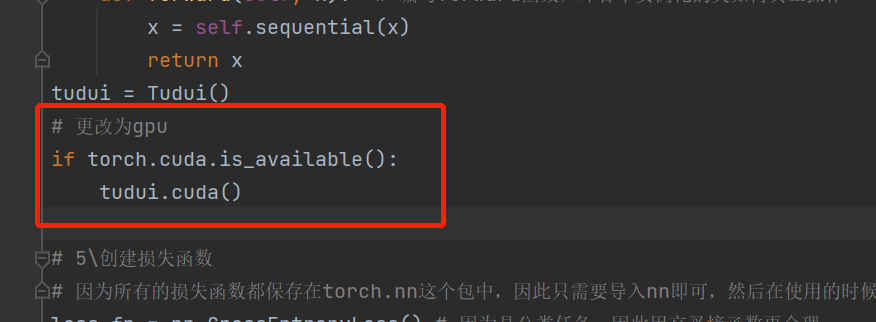 x = self.sequential(x)
return x
tudui = Tudui()
# 更改为gpu
if torch.cuda.is_available():
tudui.cuda()
# 5\创建损失函数
# 因为所有的损失函数都保存在torch.nn这个包中，因此只需要导入nn即可，然后在使用的时候